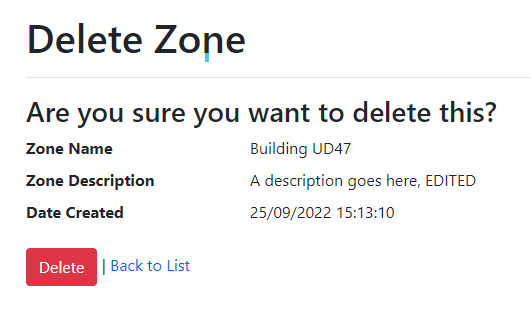 Delete Zone
Are you sure you want to delete this?
Zone Name Building UD47
Zone Description A description goes here, EDITED
Date Created 25/09/2022 15:13:10
Delete | Back to List